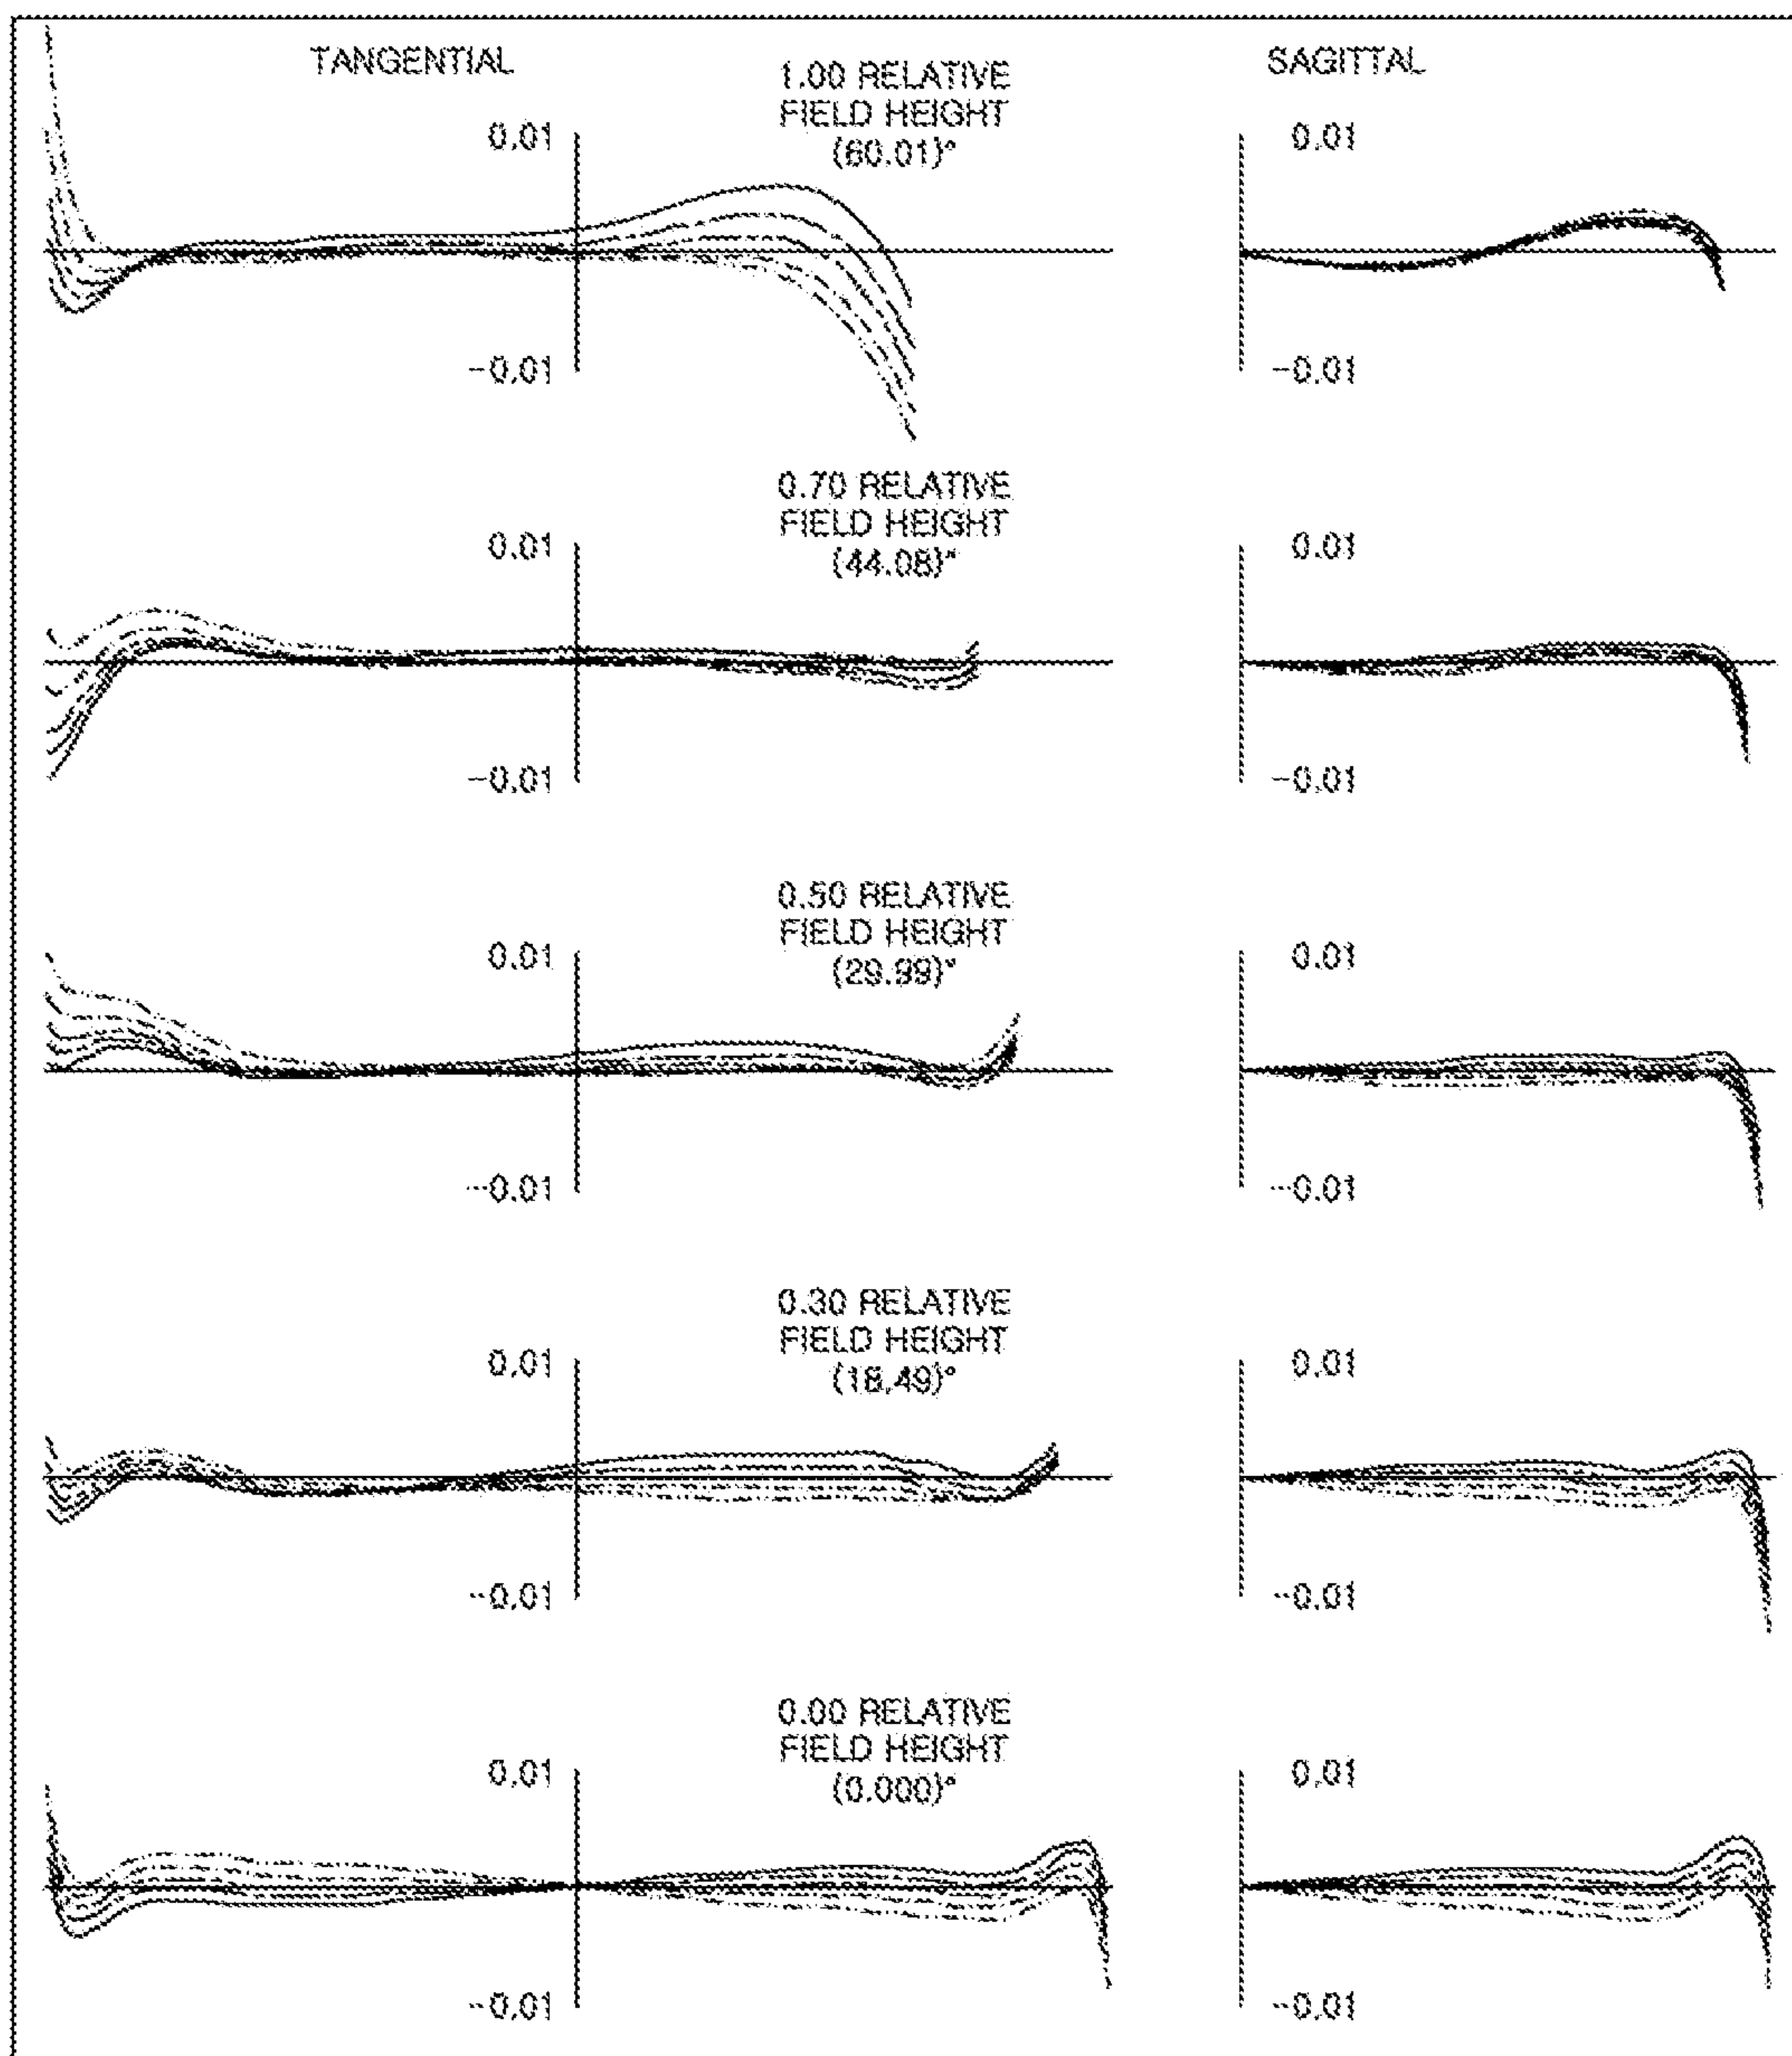 TANGENTIAL
1.00 RELATIVE
FIELD HEIGHT
(60.01)°
SAGITTAL
0.01
0.01
-0.01
-0.01
0.70 RELATIVE
FIELD HEIGHT
(44.08)°
0.01
0.01
-0.01
-0.01
0.50 RELATIVE
FIELD HEIGHT
(29.99)°
0.01
0.01
-0.01
-0.01
0.30 RELATIVE
FIELD HEIGHT
(18.49)°
0.01
0.01
-0.01
-0.01
0.00 RELATIVE
FIELD HEIGHT
(0.000)°
0.01
0.01
-0.01
-0.01